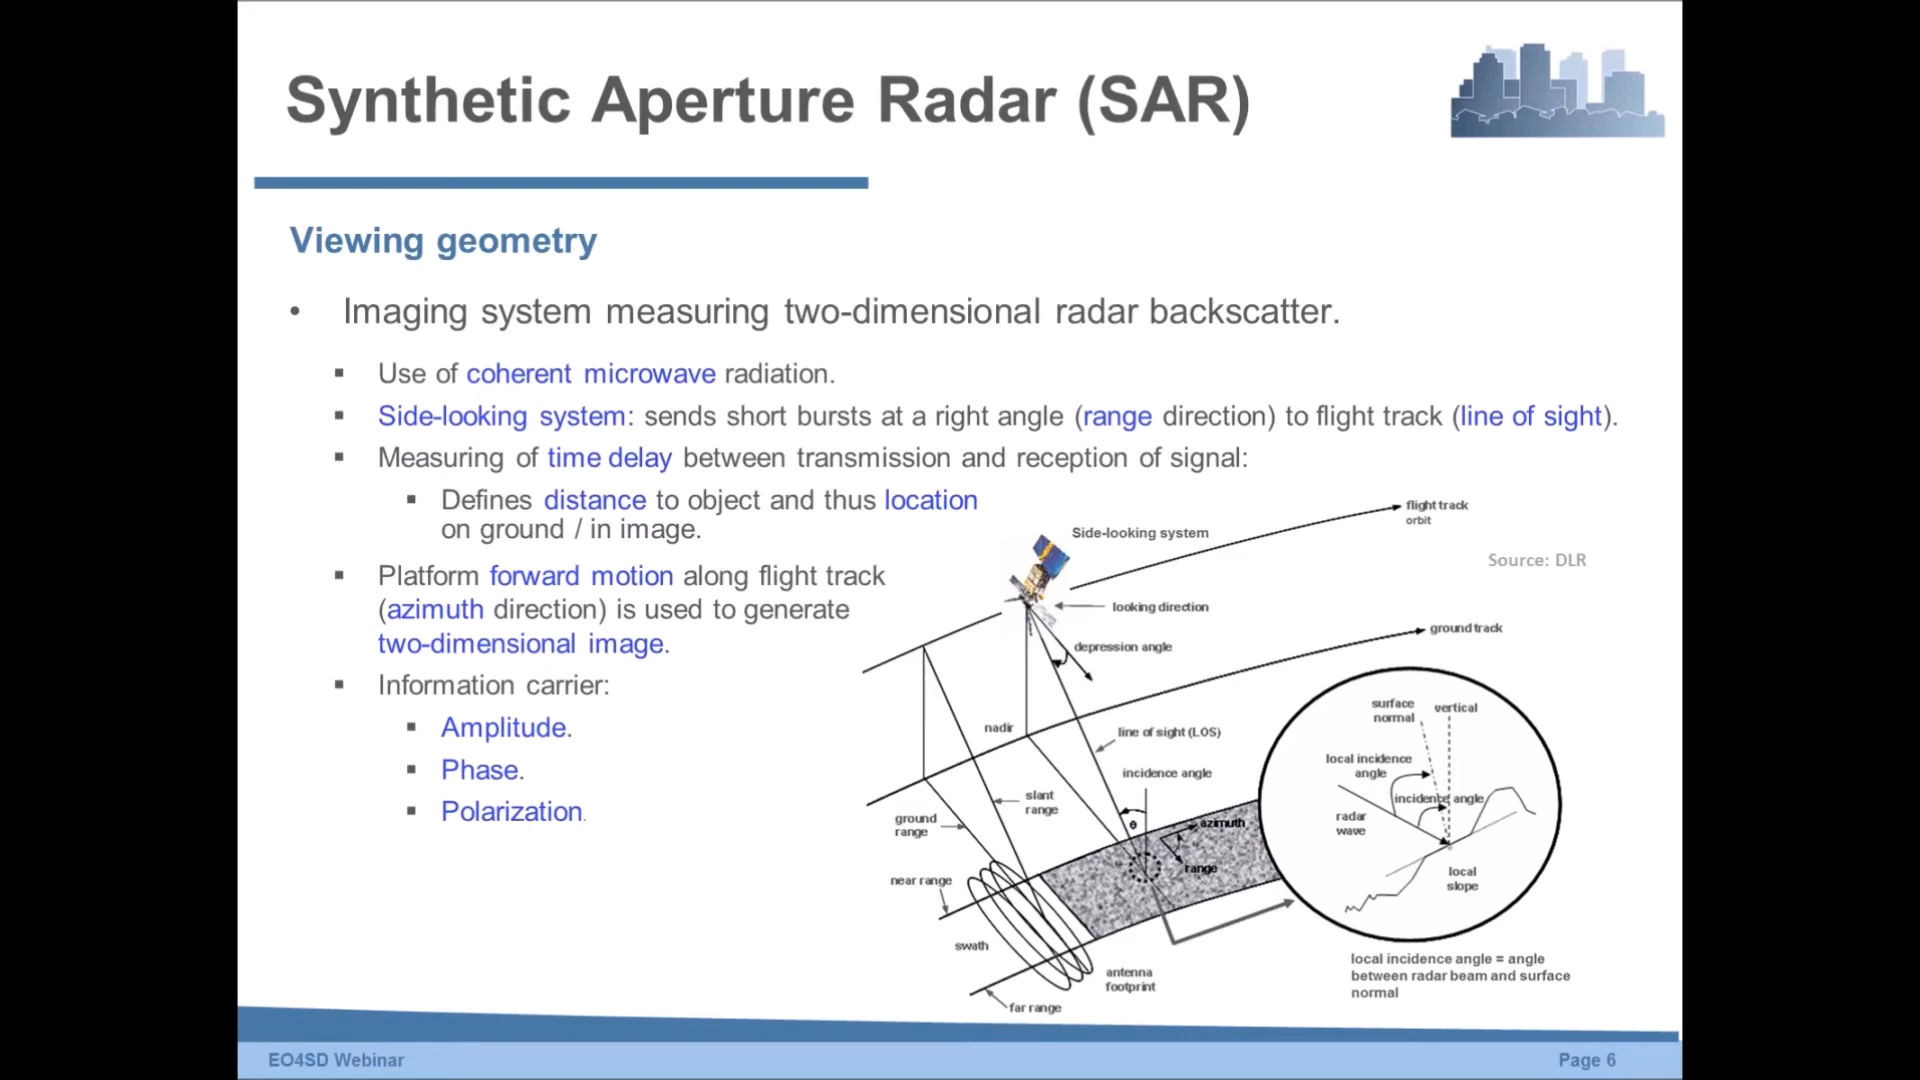 Synthetic Aperture Radar (SAR)
Viewing geometry
• Imaging system measuring two-dimensional radar backscatter.
▪ Use of coherent microwave radiation.
▪ Side-looking system: sends short bursts at a right angle (range direction) to flight track (line of sight).
▪ Measuring of time delay between transmission and reception of signal:
▪ Defines distance to object and thus location
on ground / in image.
▪ Platform forward motion along flight track
(azimuth direction) is used to generate
two-dimensional image.
▪ Information carrier:
▪ Amplitude.
▪ Phase.
▪ Polarization.
flight track
orbit
Side-looking system
Source: DLR
looking direction
ground track
depression angle
nadir
line of sight (LOS)
incidence angle
slant
range
ground
range
θ
azimuth
range
near range
swath
antenna
footprint
far range
surface
normal
vertical
local incidence
angle
incidence angle
radar
wave
local
slope
local incidence angle = angle
between radar beam and surface
normal
EO4SD Webinar
Page 6